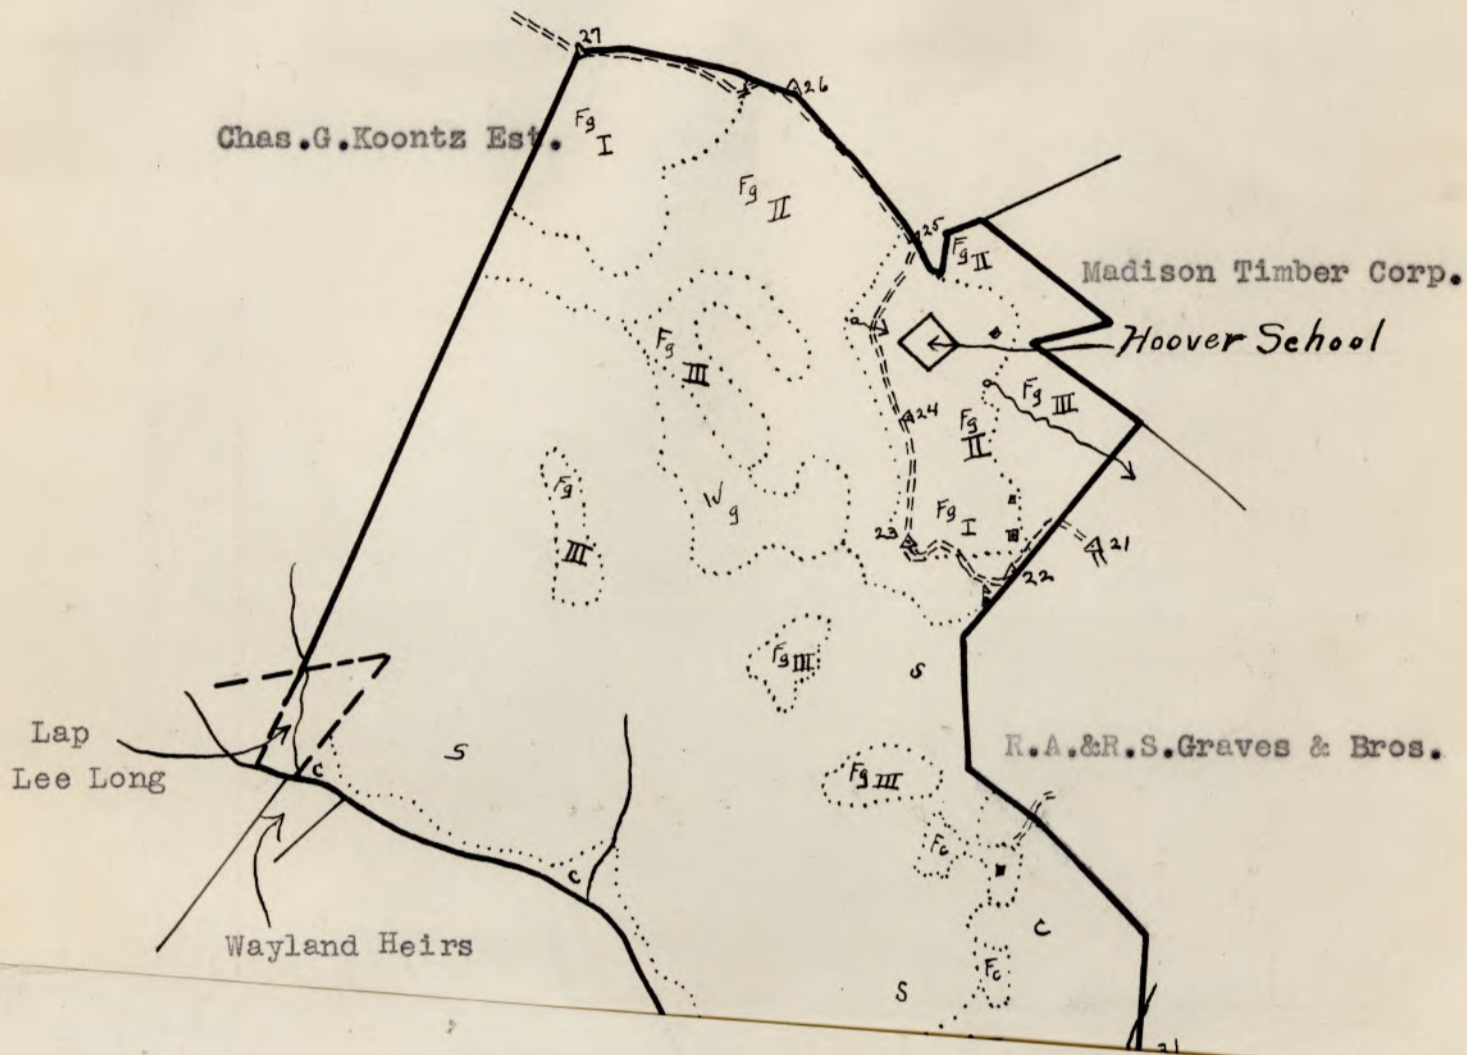 27
26
Chas.G.Koontz Est.
Fg
I
Fg
II
25
Fg
II
Madison Timber Corp.
Hoover School
Fg
III
Fg
III
24
Fg
II
Fg
III
Wg
Fg
I
23
21
22
Fg III
S
Lap
Lee Long
S
C
R.A.&R.S.Graves & Bros.
Fg III
Fc
C
C
Wayland Heirs
Fc
S
21